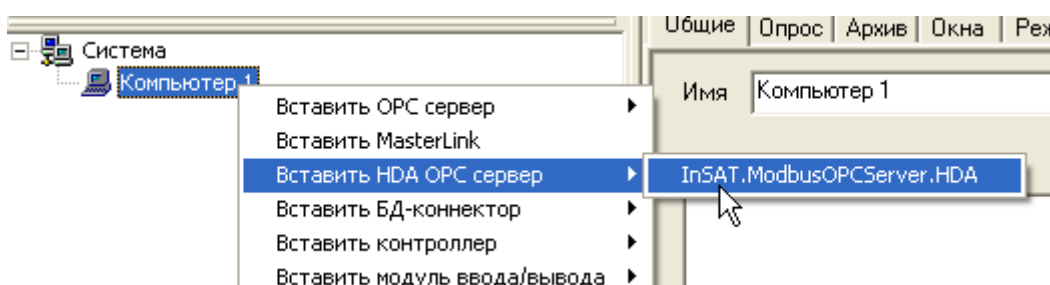 Общие Опрос Архив Окна Реж
Система
Компьютер 1
Имя Компьютер 1
Вставить OPC сервер
Вставить MasterLink
Вставить HDA OPC сервер InSAT.ModbusOPCServer.HDA
Вставить БД-коннектор
Вставить контроллер
Вставить модуль ввода/вывода